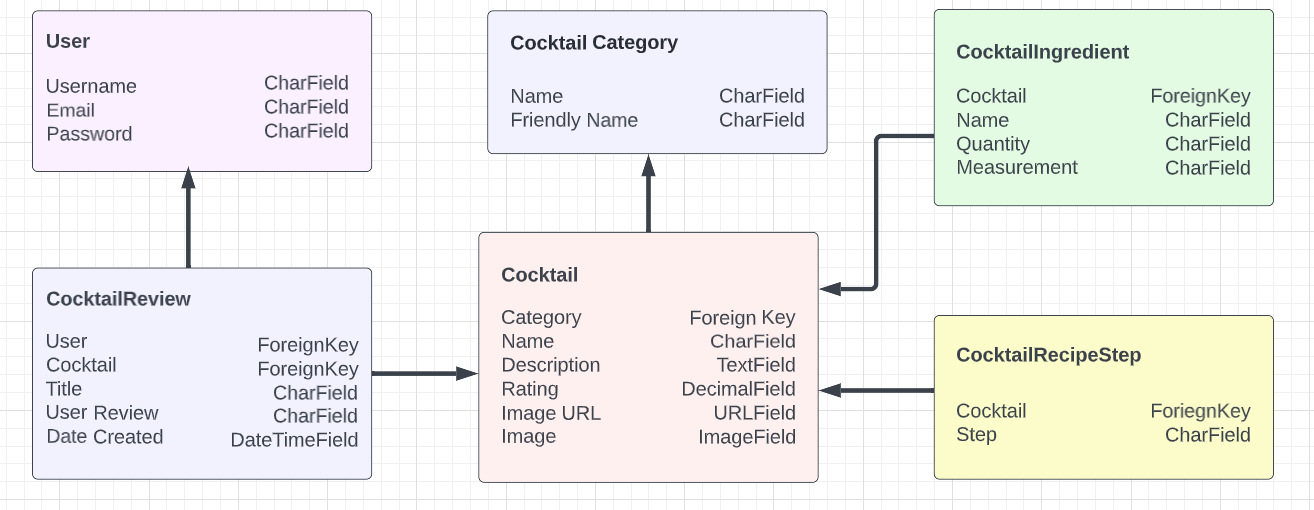 User
Username CharField
Email CharField
Password CharField
Cocktail Category
Name CharField
Friendly Name CharField
CocktailIngredient
Cocktail ForeignKey
Name CharField
Quantity CharField
Measurement CharField
CocktailReview
User ForeignKey
Cocktail ForeignKey
Title CharField
User Review CharField
Date Created DateTimeField
Cocktail
Category Foreign Key
Name CharField
Description TextField
Rating DecimalField
Image URL URLField
Image ImageField
CocktailRecipeStep
Cocktail ForiegnKey
Step CharField